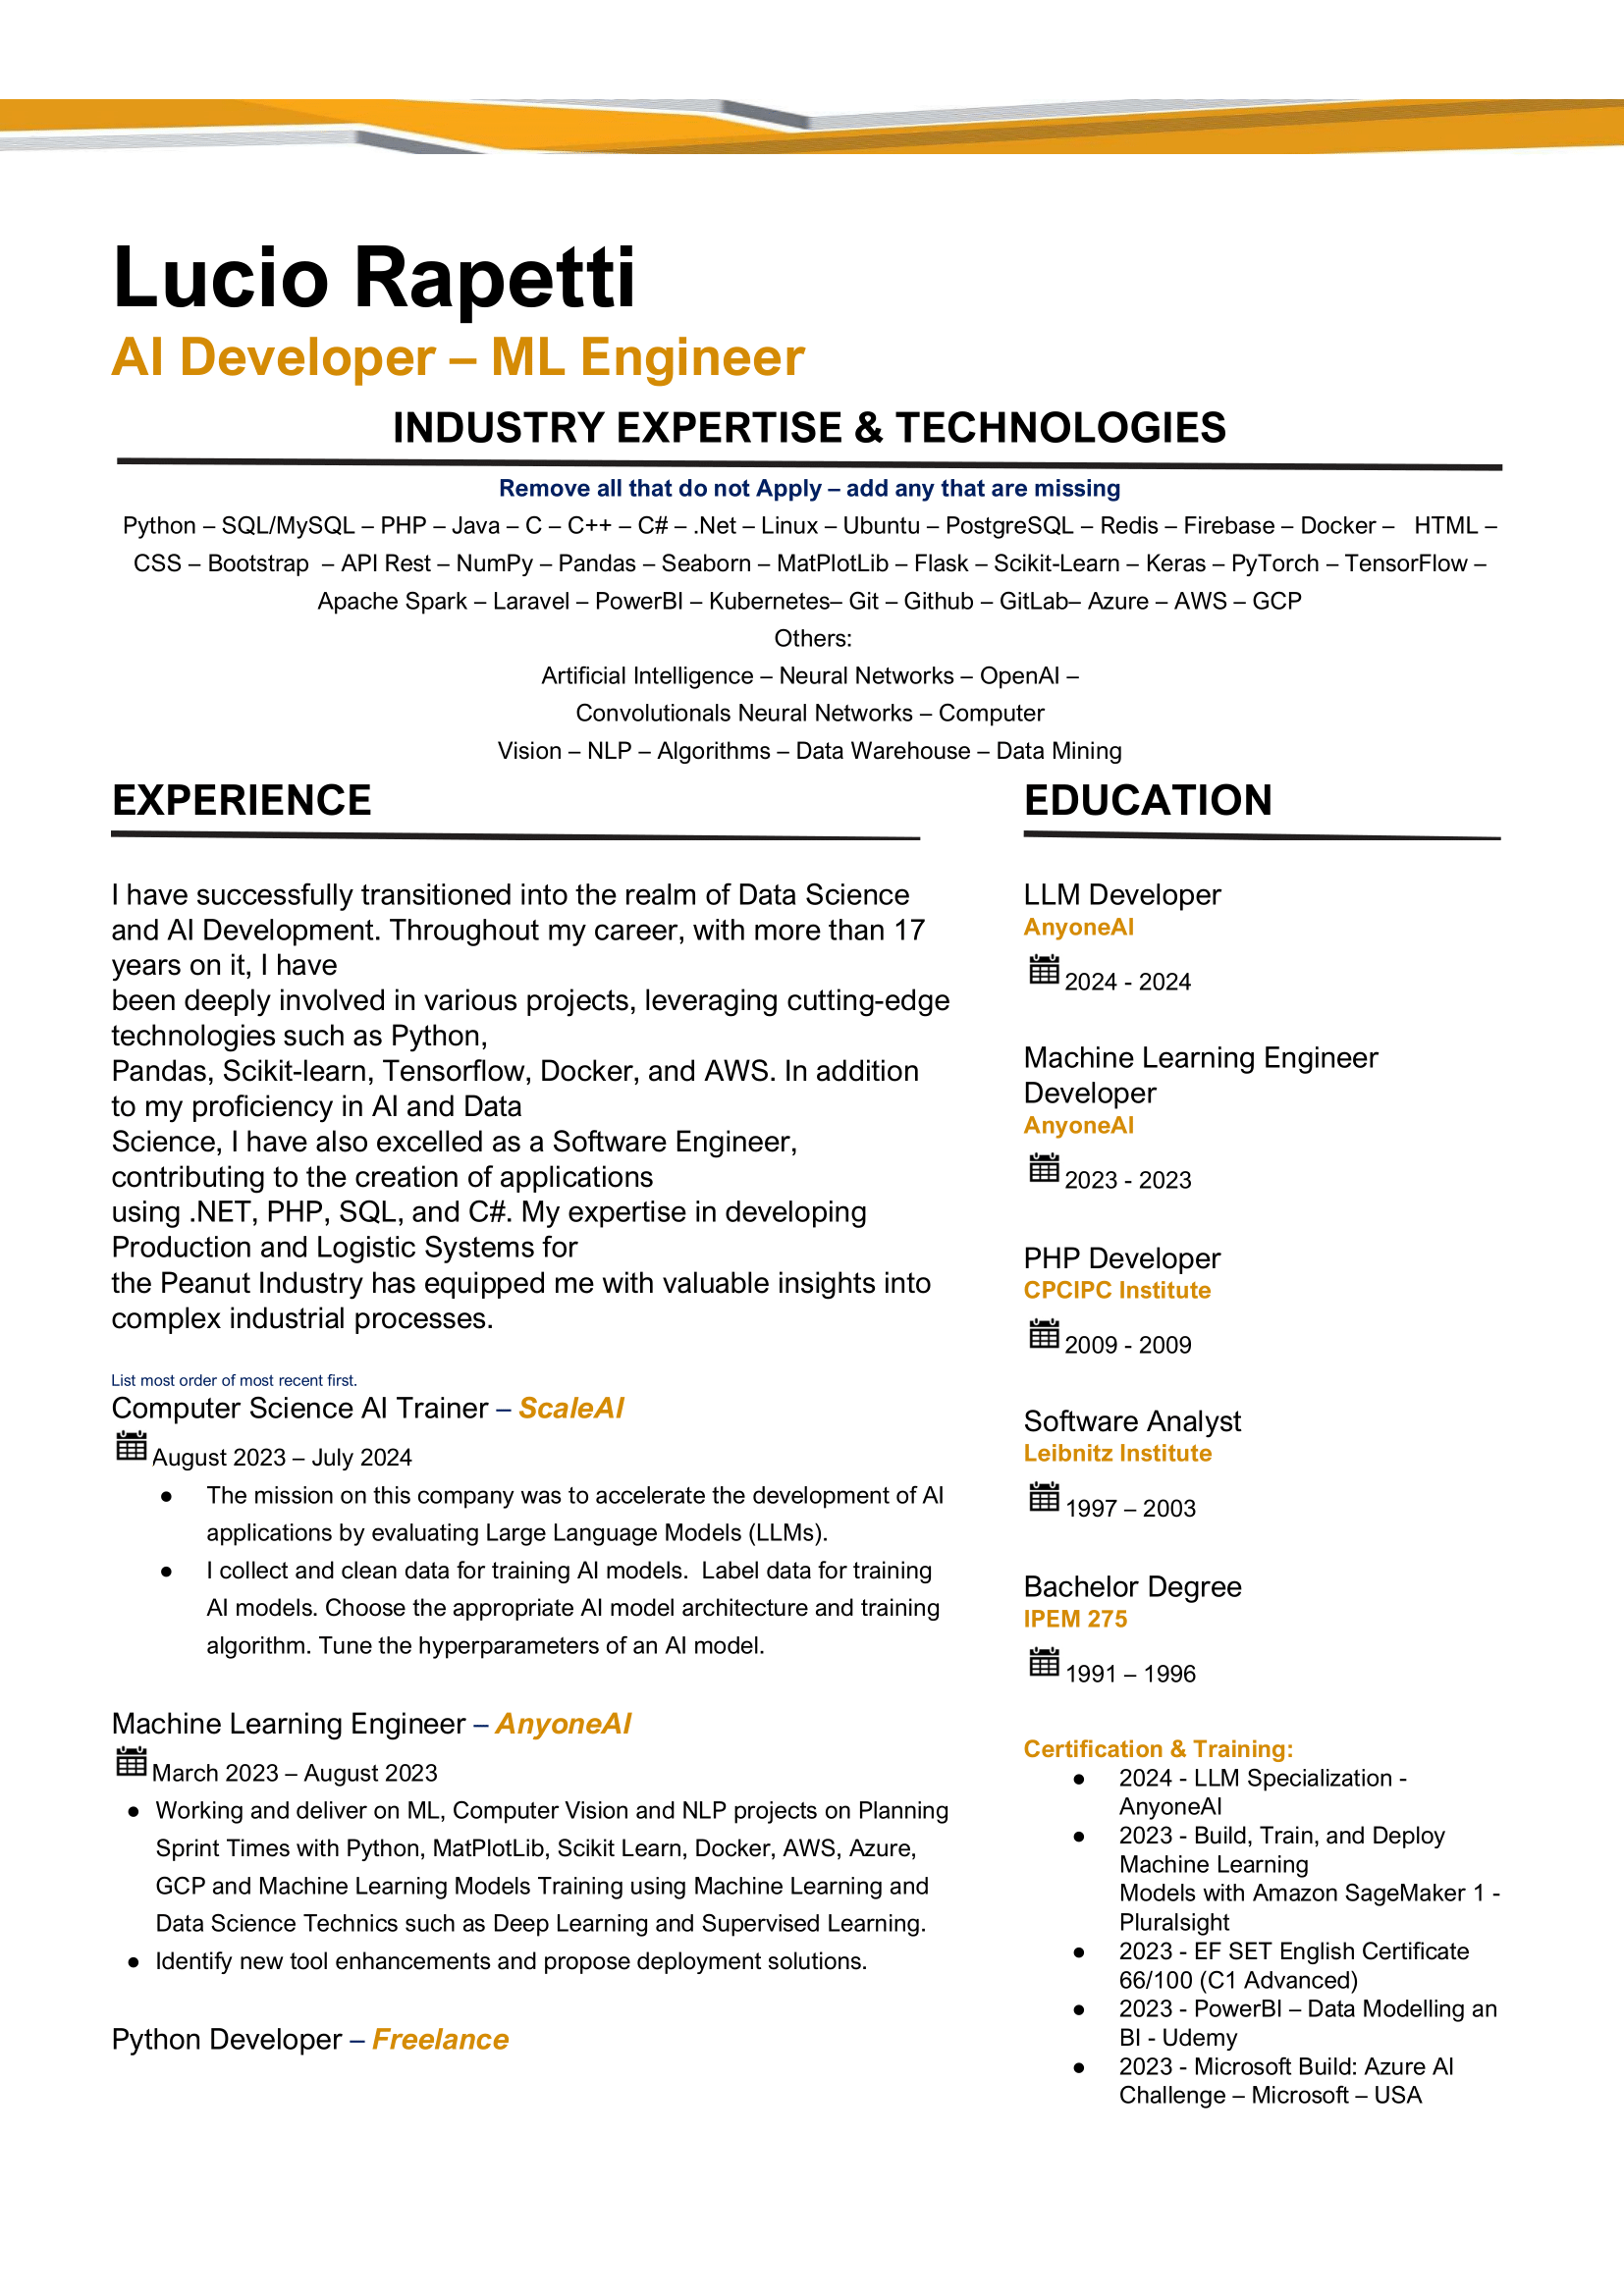 Lucio Rapetti
AI Developer – ML Engineer
INDUSTRY EXPERTISE & TECHNOLOGIES
Remove all that do not Apply – add any that are missing
Python – SQL/MySQL – PHP – Java – C – C++ – C# – .Net – Linux – Ubuntu – PostgreSQL – Redis – Firebase – Docker –   HTML –
CSS – Bootstrap  – API Rest – NumPy – Pandas – Seaborn – MatPlotLib – Flask – Scikit-Learn – Keras – PyTorch – TensorFlow –
Apache Spark – Laravel – PowerBI – Kubernetes– Git – Github – GitLab– Azure – AWS – GCP
Others:
Artificial Intelligence – Neural Networks – OpenAI –
Convolutionals Neural Networks – Computer
Vision – NLP – Algorithms – Data Warehouse – Data Mining
EXPERIENCE
I have successfully transitioned into the realm of Data Science
and AI Development. Throughout my career, with more than 17
years on it, I have
been deeply involved in various projects, leveraging cutting-edge
technologies such as Python,
Pandas, Scikit-learn, Tensorflow, Docker, and AWS. In addition
to my proficiency in AI and Data
Science, I have also excelled as a Software Engineer,
contributing to the creation of applications
using .NET, PHP, SQL, and C#. My expertise in developing
Production and Logistic Systems for
the Peanut Industry has equipped me with valuable insights into
complex industrial processes.
List most order of most recent first.
Computer Science AI Trainer – ScaleAI
August 2023 – July 2024
● The mission on this company was to accelerate the development of AI
applications by evaluating Large Language Models (LLMs).
● I collect and clean data for training AI models.  Label data for training
AI models. Choose the appropriate AI model architecture and training
algorithm. Tune the hyperparameters of an AI model.
Machine Learning Engineer – AnyoneAI
March 2023 – August 2023
● Working and deliver on ML, Computer Vision and NLP projects on Planning
Sprint Times with Python, MatPlotLib, Scikit Learn, Docker, AWS, Azure,
GCP and Machine Learning Models Training using Machine Learning and
Data Science Technics such as Deep Learning and Supervised Learning.
● Identify new tool enhancements and propose deployment solutions.
Python Developer – Freelance
EDUCATION
LLM Developer
AnyoneAI
2024 - 2024
Machine Learning Engineer
Developer
AnyoneAI
2023 - 2023
PHP Developer
CPCIPC Institute
2009 - 2009
Software Analyst
Leibnitz Institute
1997 – 2003
Bachelor Degree
IPEM 275
1991 – 1996
Certification & Training:
● 2024 - LLM Specialization -
AnyoneAI
● 2023 - Build, Train, and Deploy
Machine Learning
Models with Amazon SageMaker 1 -
Pluralsight
● 2023 - EF SET English Certificate
66/100 (C1 Advanced)
● 2023 - PowerBI – Data Modelling an
BI - Udemy
● 2023 - Microsoft Build: Azure AI
Challenge – Microsoft – USA